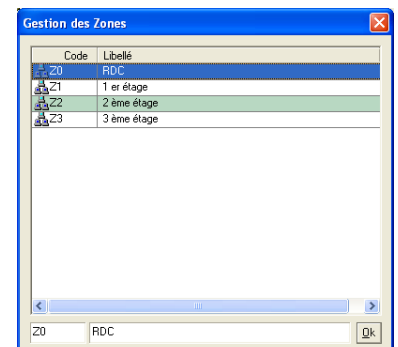 Gestion des Zones
Code Libellé
Z0 RDC
Z1 1 er étage
Z2 2 ème étage
Z3 3 ème étage
Z0 RDC Ok